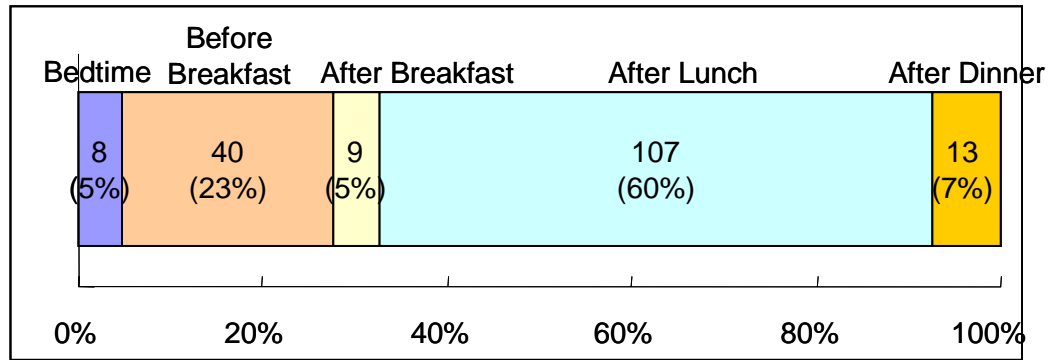 Before
Bedtime Breakfast After Breakfast After Lunch After Dinner
8 40 9 107 13
(5%) (23%) (5%) (60%) (7%)
0% 20% 40% 60% 80% 100%